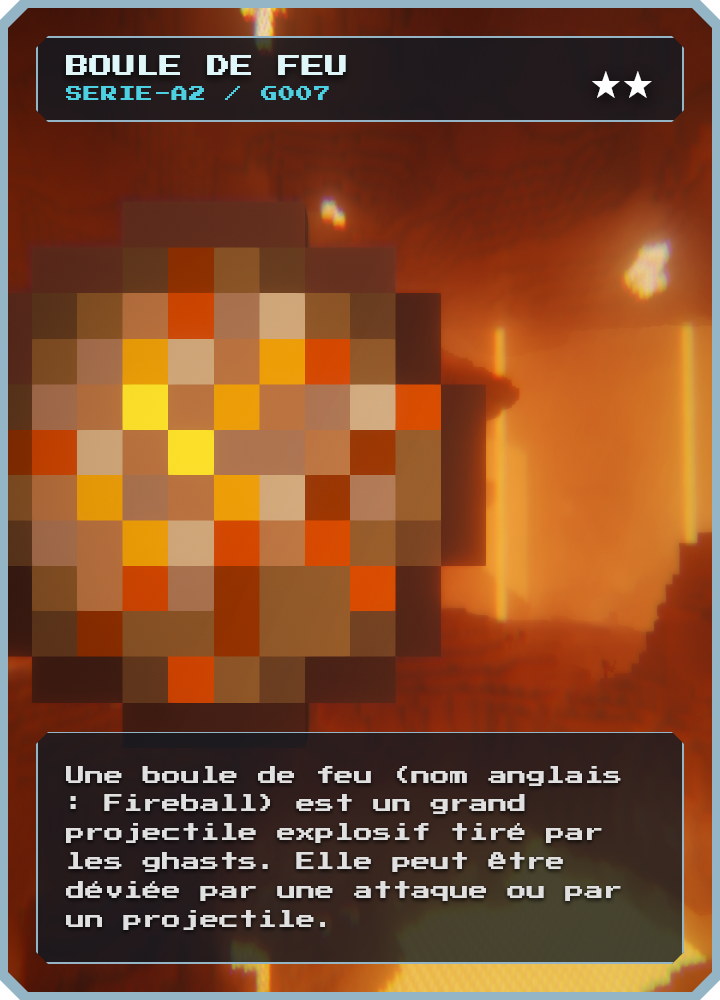 BOULE DE FEU
SERIE-A2 / G007
★★
Une boule de feu (nom anglais
: Fireball) est un grand
projectile explosif tiré par
les ghasts. Elle peut être
déviée par une attaque ou par
un projectile.